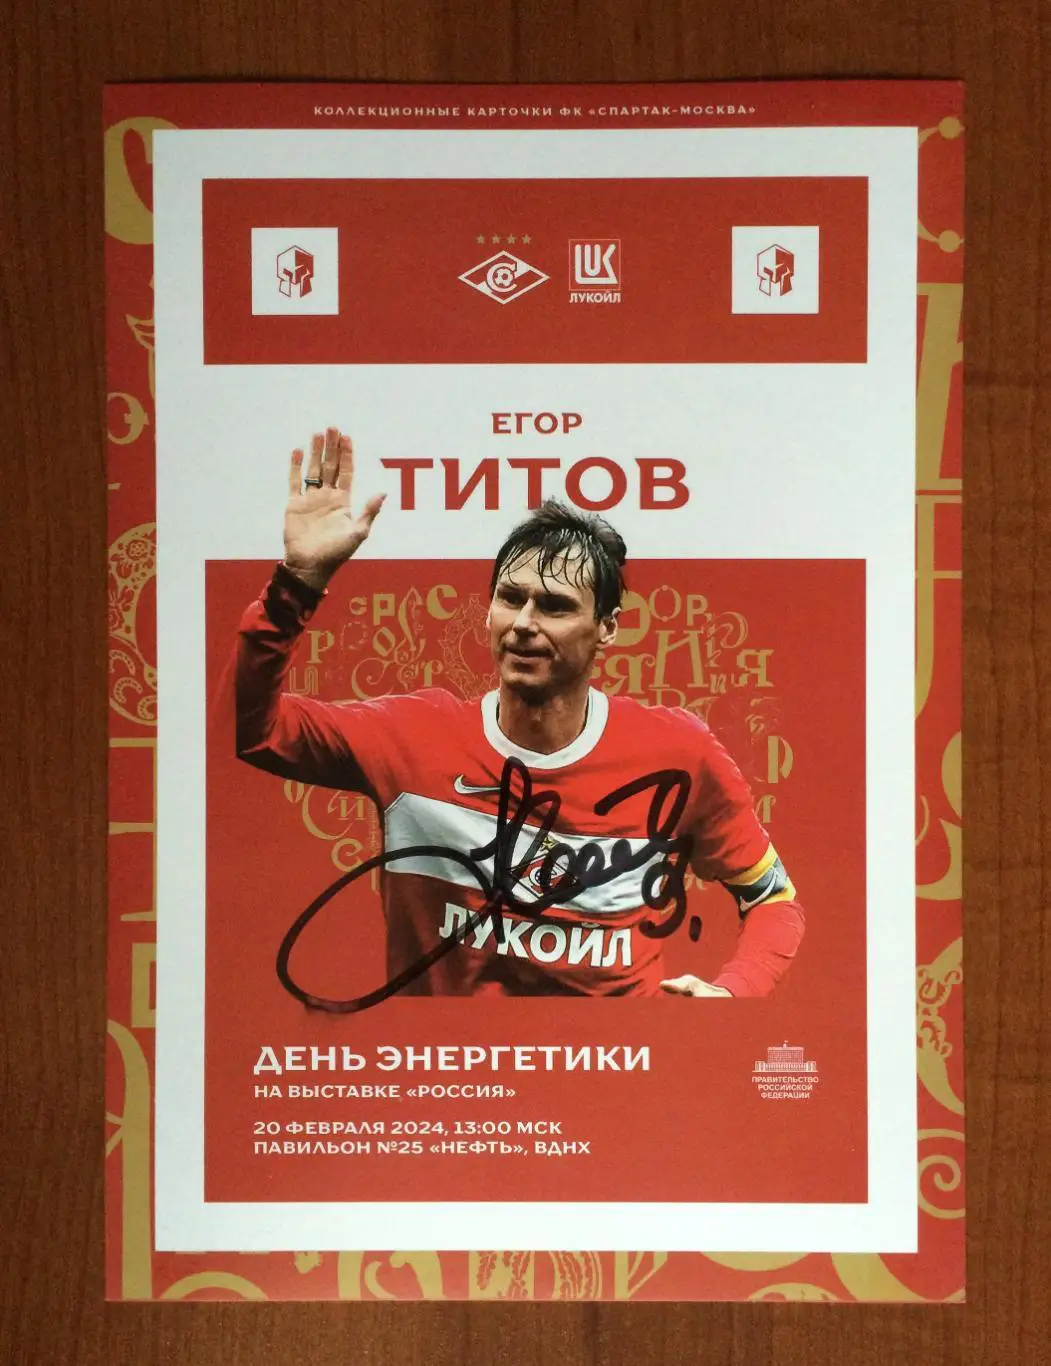 КОЛЛЕКЦИОННЫЕ КАРТОЧКИ ФК «СПАРТАК-МОСКВА»
ЛУКОЙЛ
ЕГОР
ТИТОВ
ЛУКОЙЛ
ДЕНЬ ЭНЕРГЕТИКИ
НА ВЫСТАВКЕ «РОССИЯ»
20 ФЕВРАЛЯ 2024, 13:00 МСК
ПАВИЛЬОН №25 «НЕФТЬ», ВДНХ
ПРАВИТЕЛЬСТВО
РОССИЙСКОЙ
ФЕДЕРАЦИИ